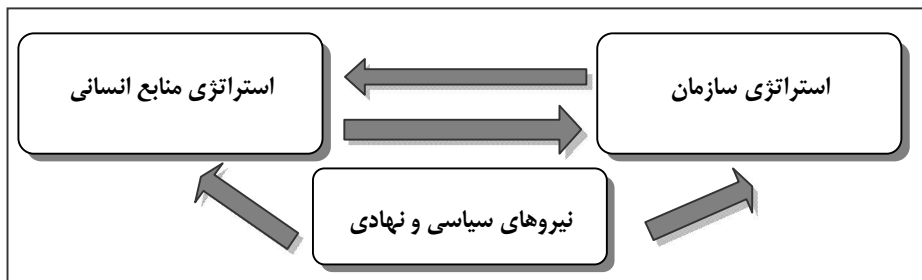 استراتژی سازمان
استراتژی منابع انسانی
نیروهای سیاسی و نهادی